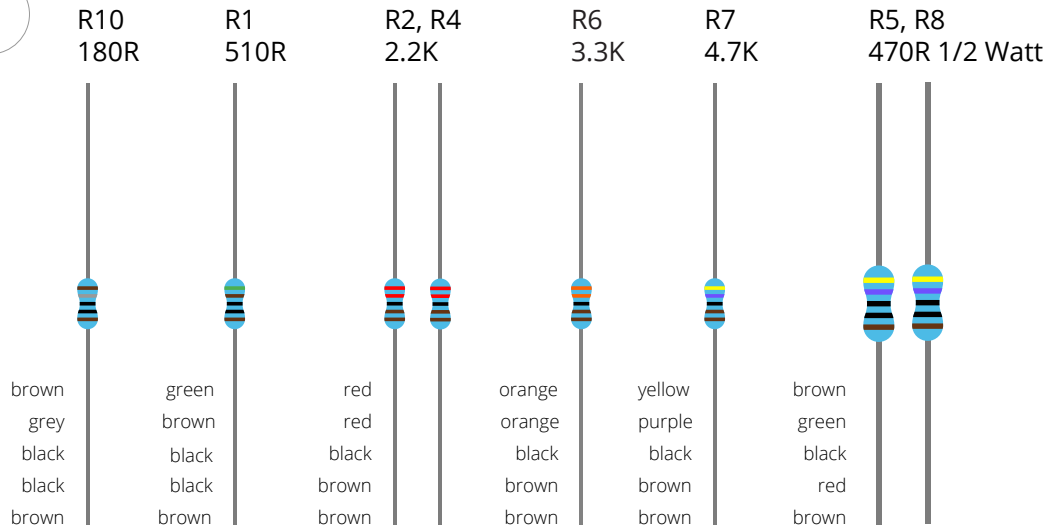 R10
180R
R1
510R
R2, R4
2.2K
R6
3.3K
R7
4.7K
R5, R8
470R 1/2 Watt
brown
grey
black
black
brown
green
brown
black
black
brown
red
red
black
brown
brown
orange
orange
black
brown
brown
yellow
purple
black
brown
brown
brown
green
black
red
brown